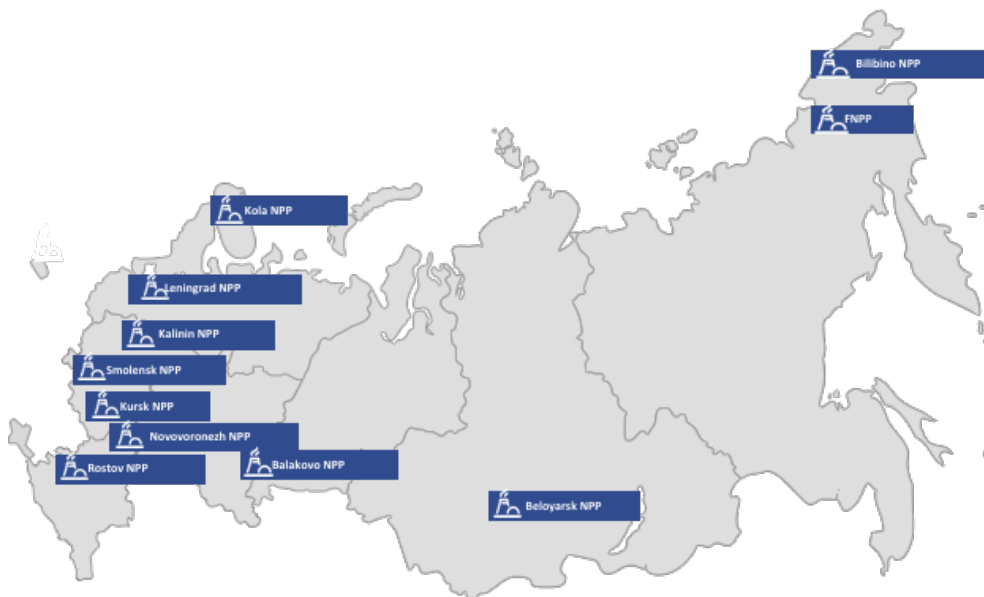 Bilibino NPP
FNPP
Kola NPP
Leningrad NPP
Kalinin NPP
Smolensk NPP
Kursk NPP
Novovoronezh NPP
Rostov NPP
Balakovo NPP
Beloyarsk NPP